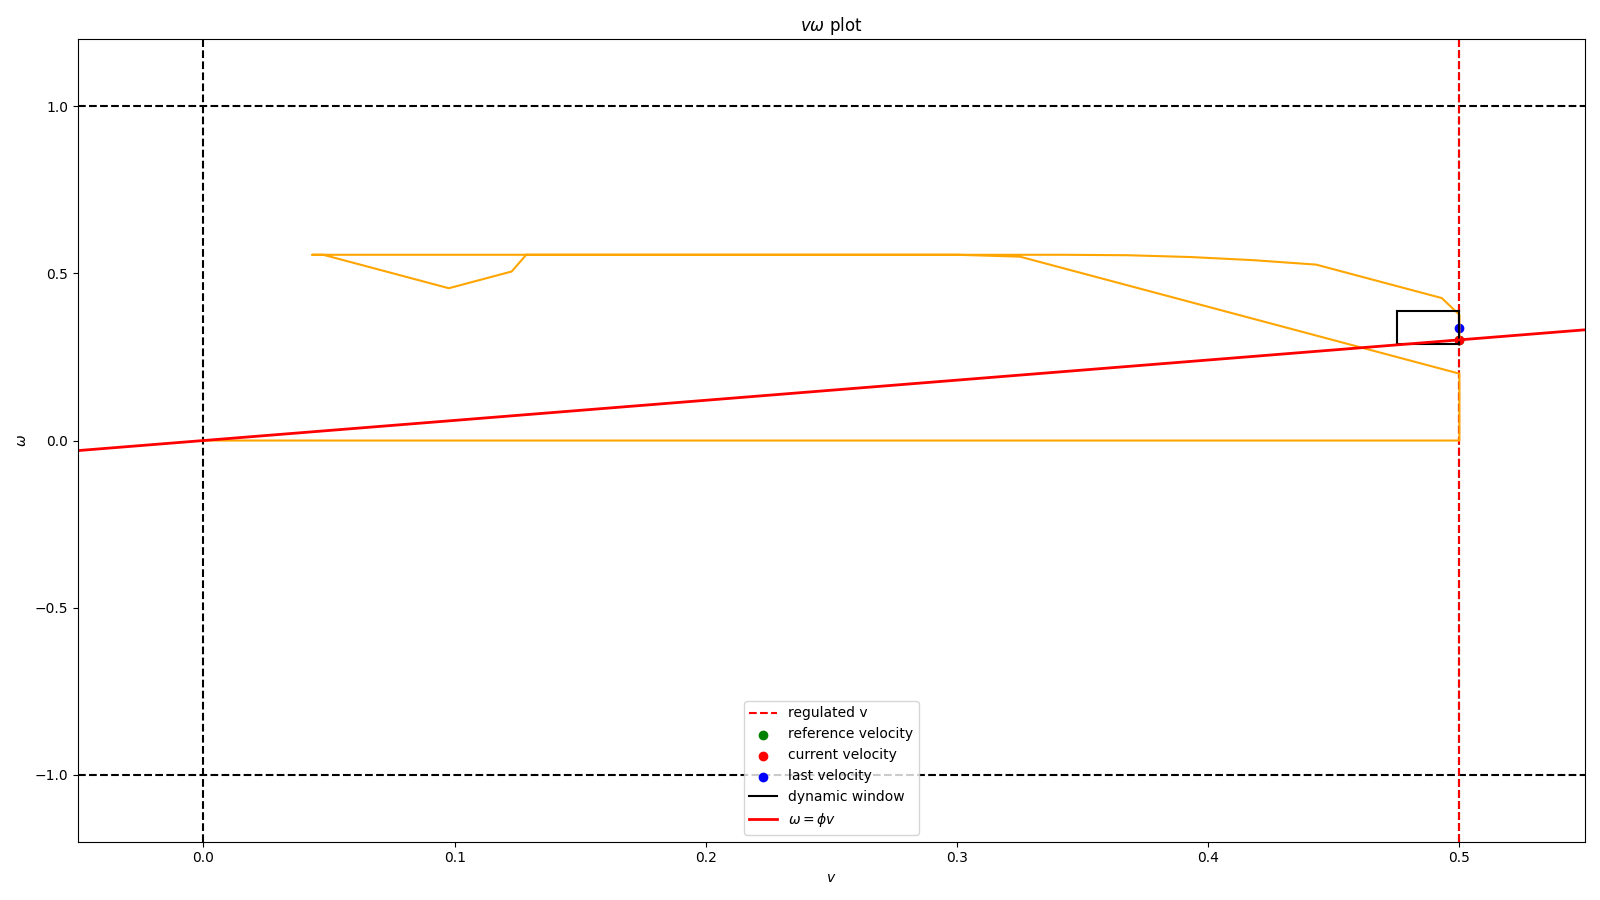 vω plot
1.0
0.5
0.0
−0.5
−1.0
ω
0.0 0.1 0.2 0.3 0.4 0.5
v
regulated v
reference velocity
current velocity
last velocity
dynamic window
ω = ϕv